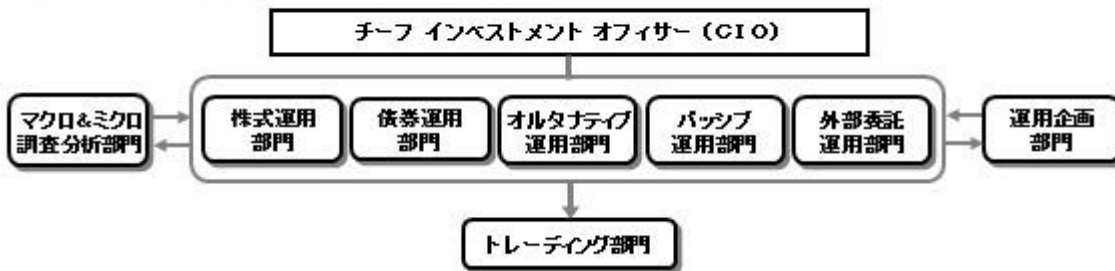 チーフ インベストメント オフィサー (CIO)
マクロ&ミクロ
調査・分析部門
株式運用
部門
債券運用
部門
オルタナティブ
運用部門
パッシブ
運用部門
外部委託
運用部門
運用企画
部門
トレーディング部門